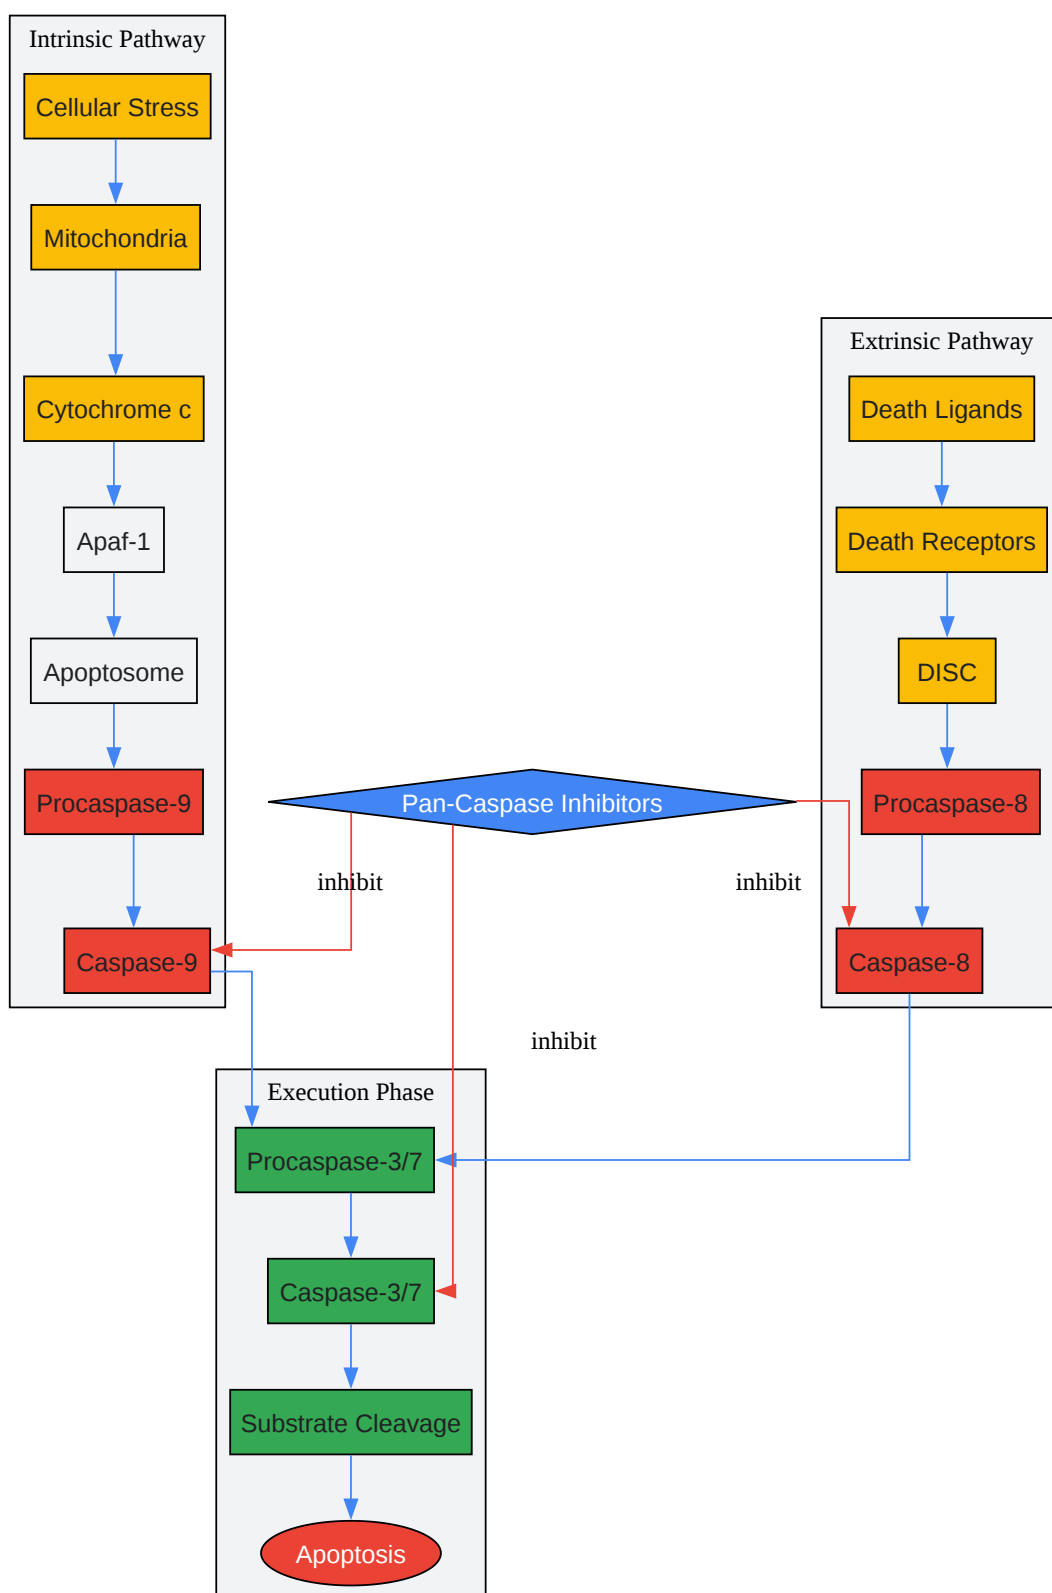 Intrinsic Pathway
Cellular Stress
Mitochondria
Cytochrome c
Apaf-1
Apoptosome
Procaspase-9
Caspase-9
Extrinsic Pathway
Death Ligands
Death Receptors
DISC
Procaspase-8
Caspase-8
Pan-Caspase Inhibitors
inhibit
inhibit
inhibit
Execution Phase
Procaspase-3/7
Caspase-3/7
Substrate Cleavage
Apoptosis